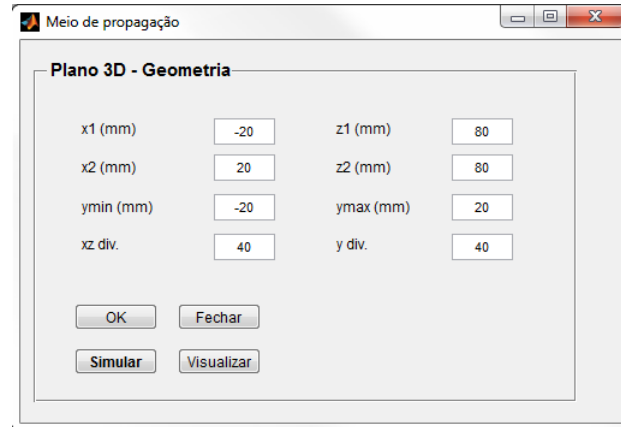 Meio de propagação
Plano 3D - Geometria
x1 (mm) -20 z1 (mm) 80
x2 (mm) 20 z2 (mm) 80
ymin (mm) -20 ymax (mm) 20
xz div. 40 y div. 40
OK Fechar
Simular Visualizar